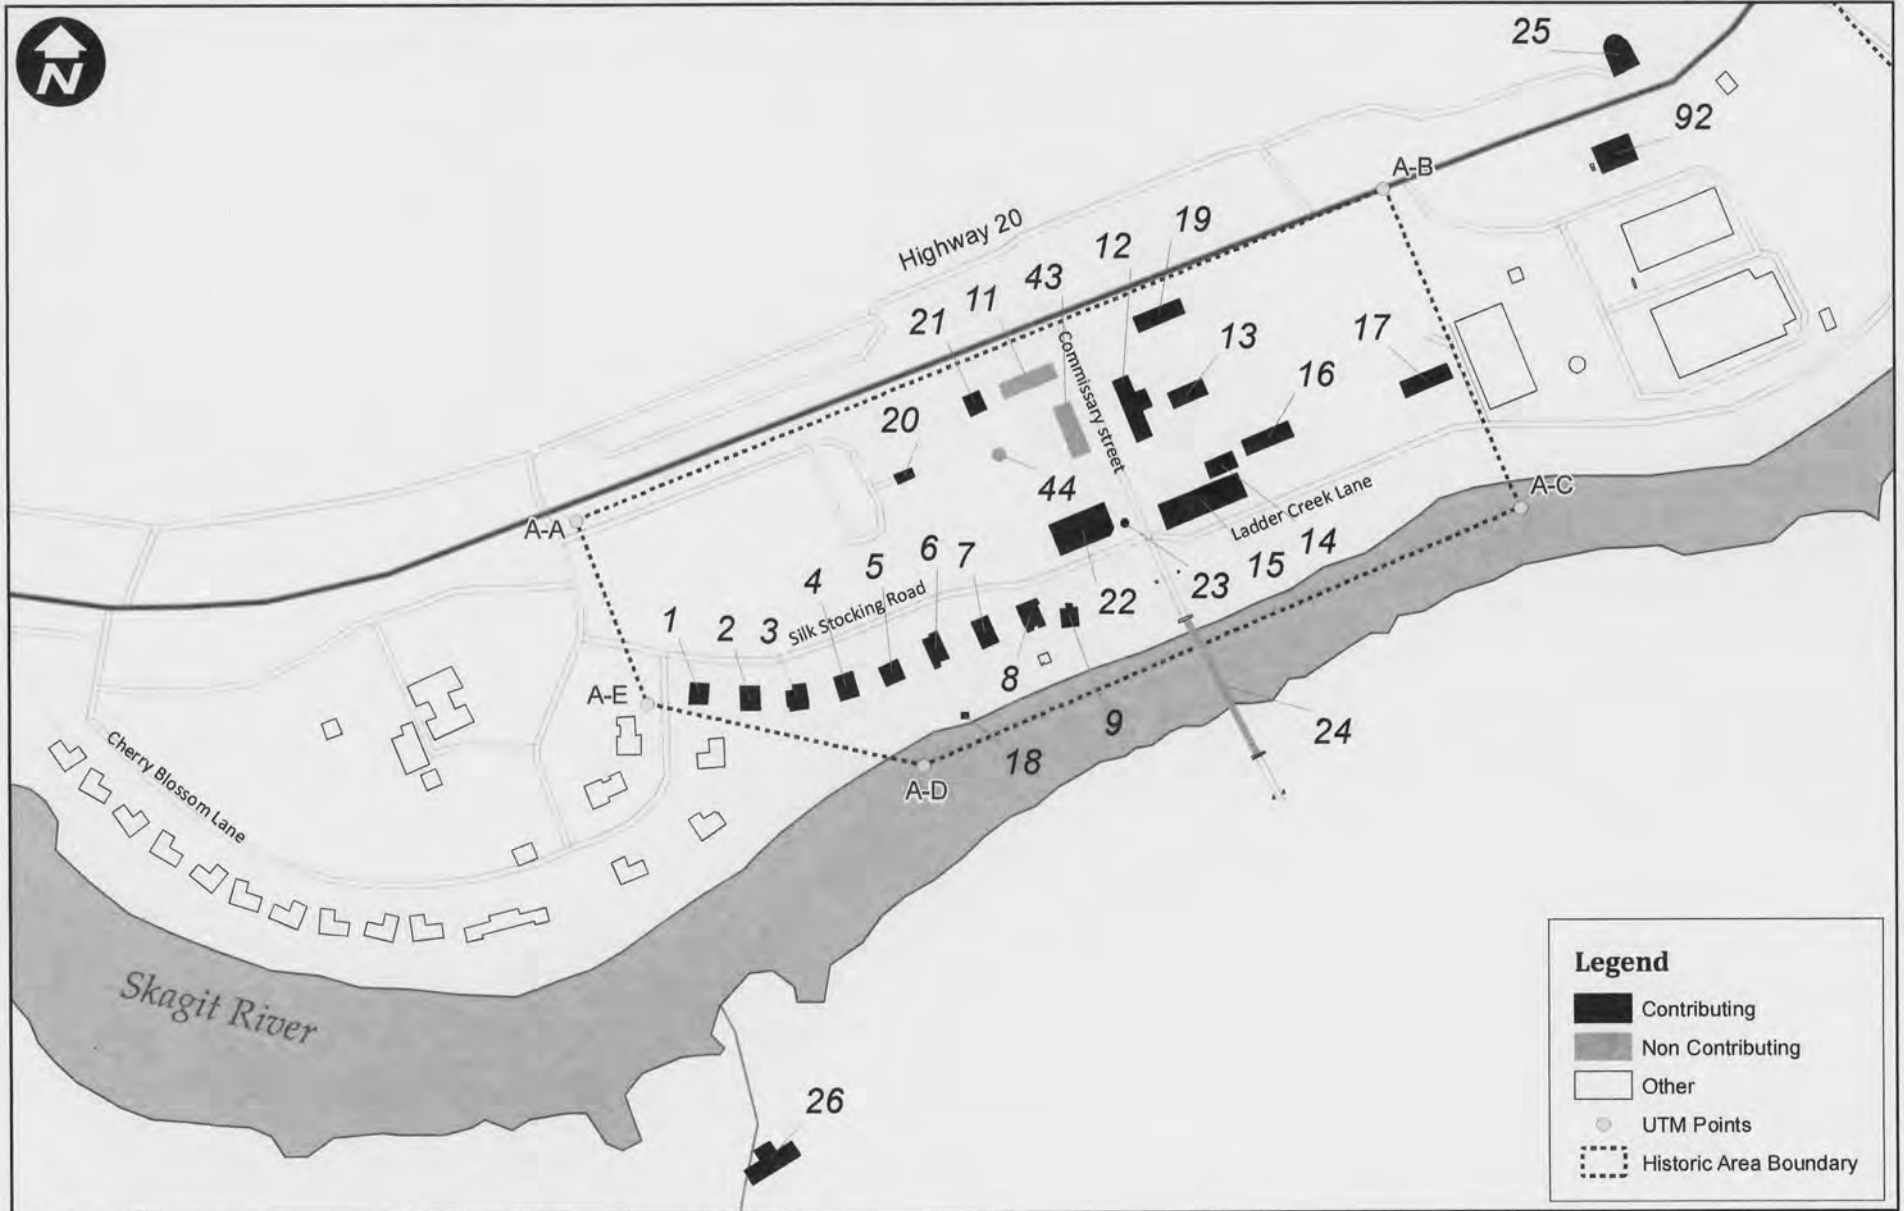 N
25
92
A-B
19
Highway 20
12
43
11
21
13
17
Commissary street
16
20
A-C
44
A-A
Ladder Creek Lane
14
15
6
7
5
4
23
22
Silk Stocking Road
1
2
3
8
A-E
9
24
18
A-D
Cherry Blossom Lane
Skagit River
26
Legend
Contributing
Non Contributing
Other
UTM Points
Historic Area Boundary